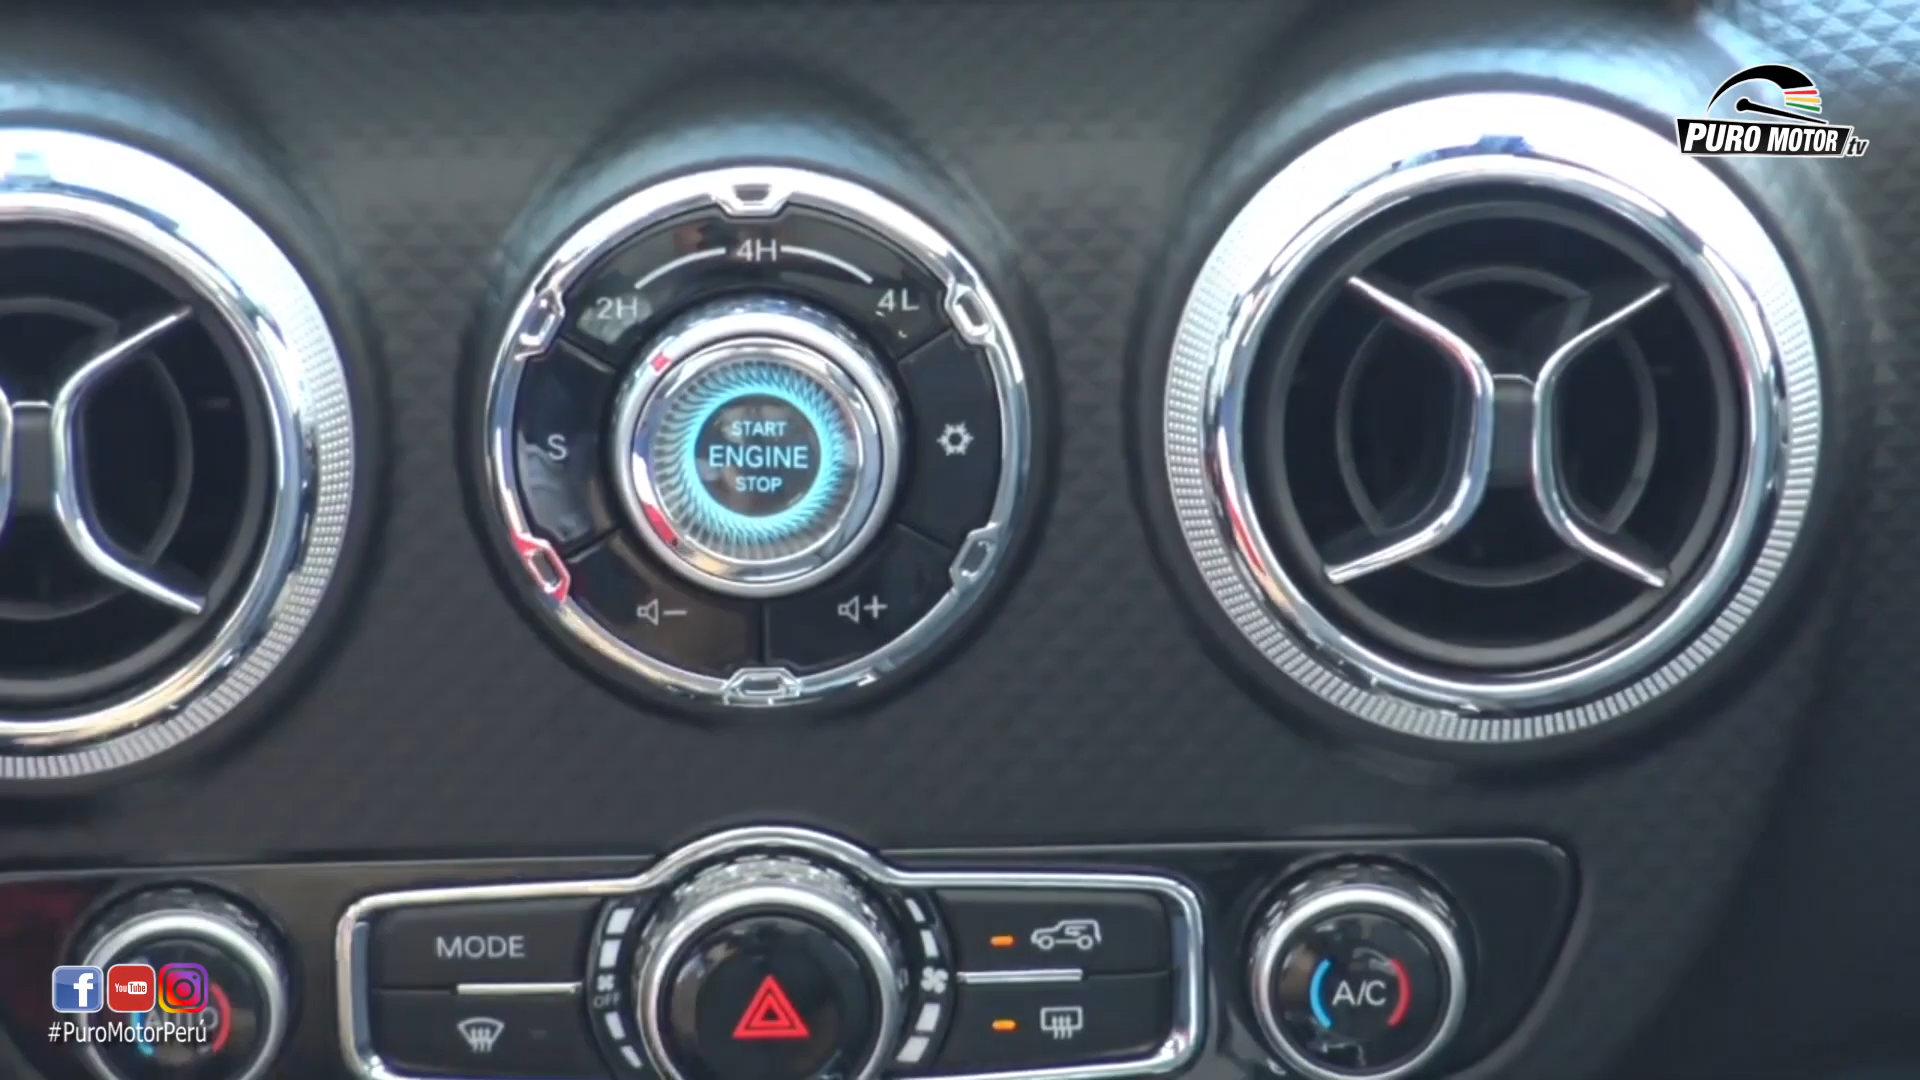 PURO MOTOR/tv
4H
2H
4L
S
START
ENGINE
STOP
MODE
OFF
A/C
f
You Tube
#PuroMotorPerú